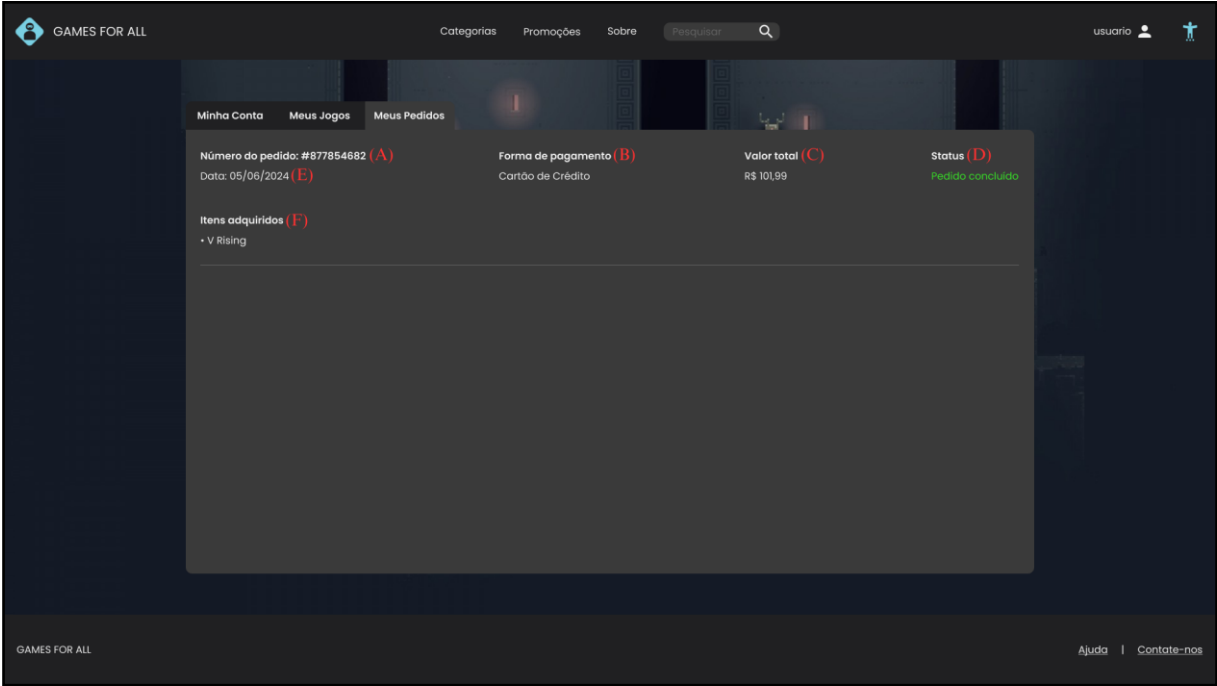 GAMES FOR ALL
Categorias Promoções Sobre Pesquisar usuario
Minha Conta Meus Jogos Meus Pedidos
Número do pedido: #877854682 (A) Forma de pagamento (B) Valor total (C) Status (D)
Data: 05/06/2024 (E) Cartão de Crédito R$ 101,99 Pedido concluído
Itens adquiridos (F)
• V Rising
GAMES FOR ALL Ajuda | Contate-nos